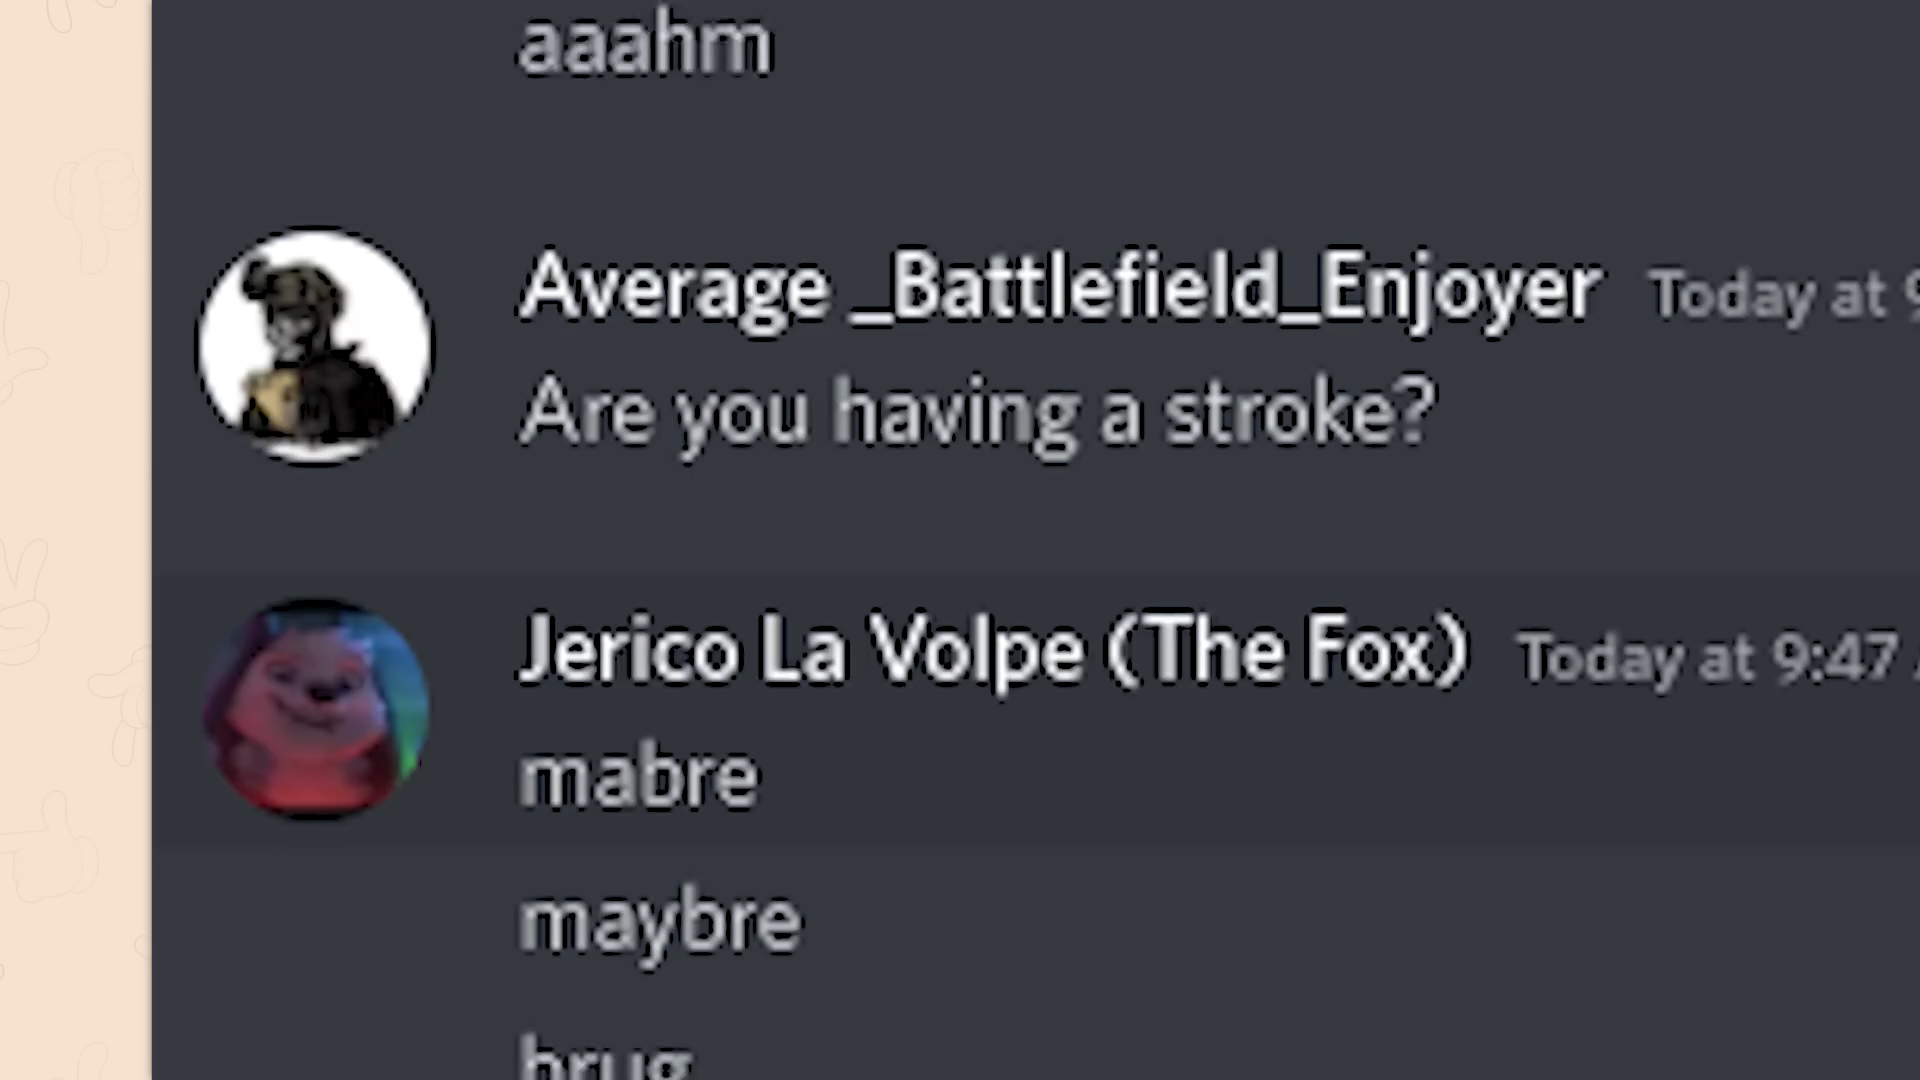 aaahm
Average _Battlefield_Enjoyer Today at 9
Are you having a stroke?
Jerico La Volpe (The Fox) Today at 9:47
mabre
maybre
brug